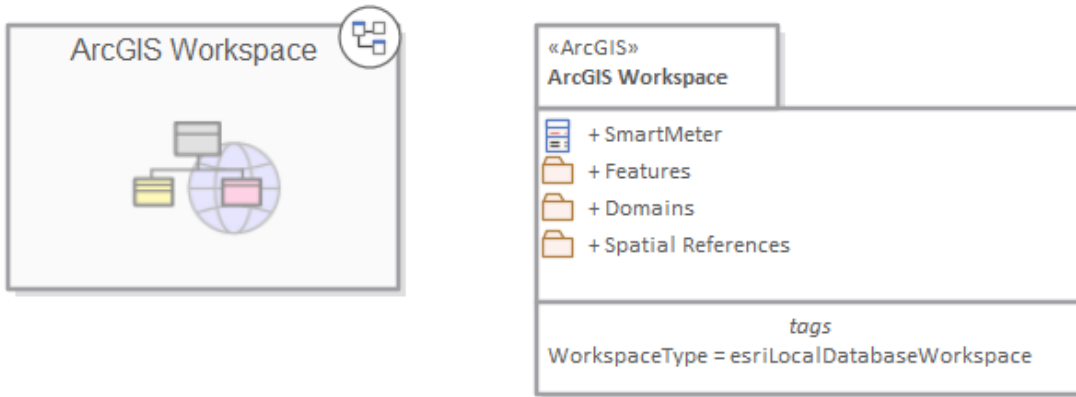 ArcGIS Workspace
«ArcGIS»
ArcGIS Workspace
+ SmartMeter
+ Features
+ Domains
+ Spatial References
tags
WorkspaceType = esriLocalDatabaseWorkspace